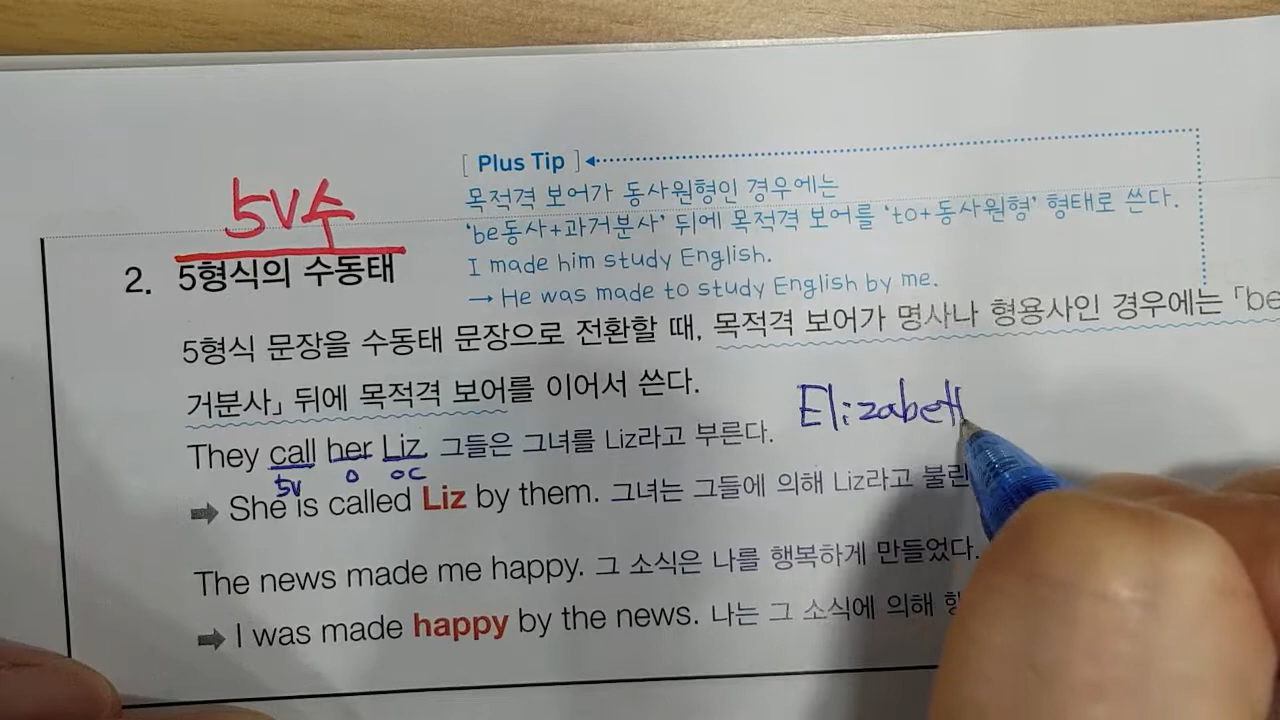 [ Plus Tip ]
목적격 보어가 동사원형인 경우에는
‘be동사+과거분사’ 뒤에 목적격 보어를 ‘to+동사원형’ 형태로 쓴다.
I made him study English.
→ He was made to study English by me.
5V수
2. 5형식의 수동태
5형식 문장을 수동태 문장으로 전환할 때, 목적격 보어가 명사나 형용사인 경우에는 「be
거분사」 뒤에 목적격 보어를 이어서 쓴다.
Elizabeth
They call her Liz 그들은 그녀를 Liz라고 부른다.
5V O OC
➡ She is called Liz by them. 그녀는 그들에 의해 Liz라고 불린
The news made me happy. 그 소식은 나를 행복하게 만들었다.
➡ I was made happy by the news. 나는 그 소식에 의해